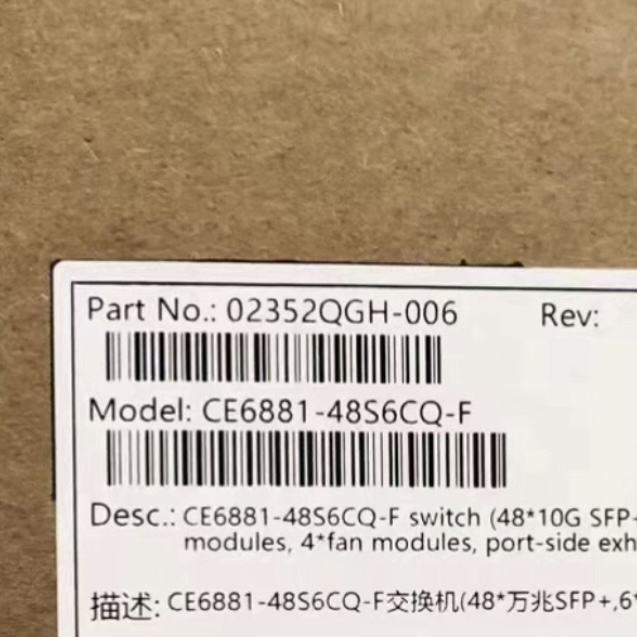 Part No.: 02352QGH-006 Rev:
Model: CE6881-48S6CQ-F
Desc.: CE6881-48S6CQ-F switch (48*10G SFP+
modules, 4*fan modules, port-side exh
描述: CE6881-48S6CQ-F交换机(48*万兆SFP+,6*